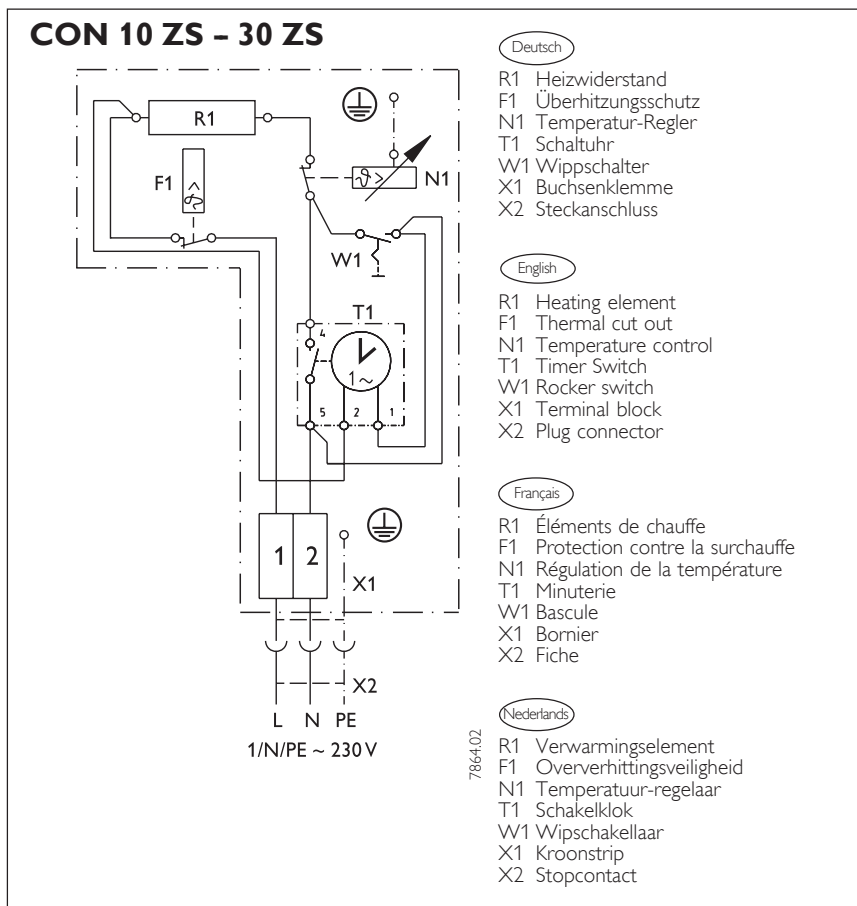 CON 10 ZS – 30 ZS
R1
F1
N1
W1
T1
4
1~
5 2 1
1 2
X1
X2
L N PE
1/N/PE ~ 230 V
7864.02
Deutsch
R1 Heizwiderstand
F1 Überhitzungsschutz
N1 Temperatur-Regler
T1 Schaltuhr
W1 Wippschalter
X1 Buchsenklemme
X2 Steckanschluss
English
R1 Heating element
F1 Thermal cut out
N1 Temperature control
T1 Timer Switch
W1 Rocker switch
X1 Terminal block
X2 Plug connector
Français
R1 Éléments de chauffe
F1 Protection contre la surchauffe
N1 Régulation de la température
T1 Minuterie
W1 Bascule
X1 Bornier
X2 Fiche
Nederlands
R1 Verwarmingselement
F1 Oververhittingsveiligheid
N1 Temperatuur-regelaar
T1 Schakelklok
W1 Wipschakellaar
X1 Kroonstrip
X2 Stopcontact